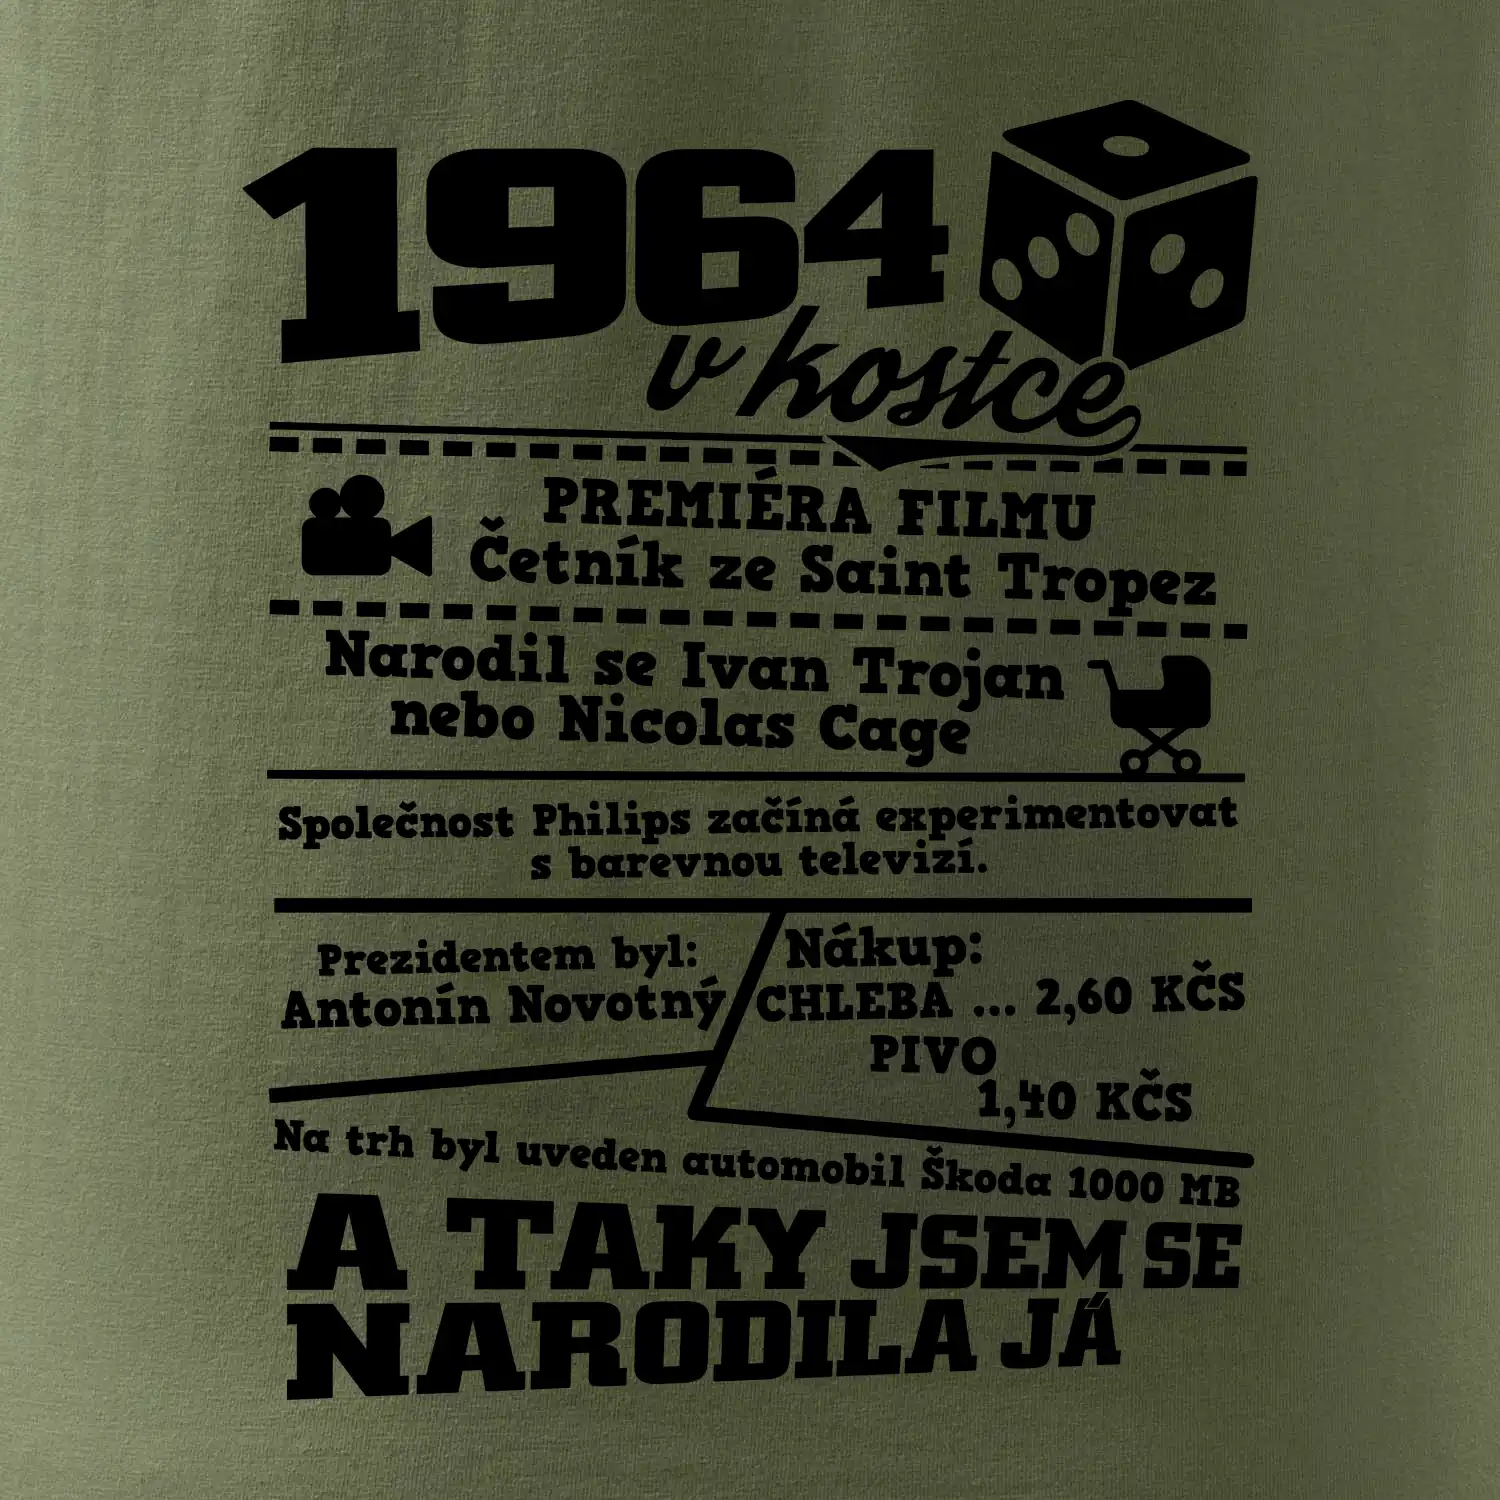 1964
v kostce
PREMIÉRA FILMU
Četník ze Saint Tropez
Narodil se Ivan Trojan
nebo Nicolas Cage
Společnost Philips začíná experimentovat
s barevnou televizí.
Prezidentem byl:
Antonín Novotný
Nákup:
CHLEBA ... 2,60 KČS
PIVO
1,40 KČS
Na trh byl uveden automobil Škoda 1000 MB
A TAKY JSEM SE
NARODILA JÁ